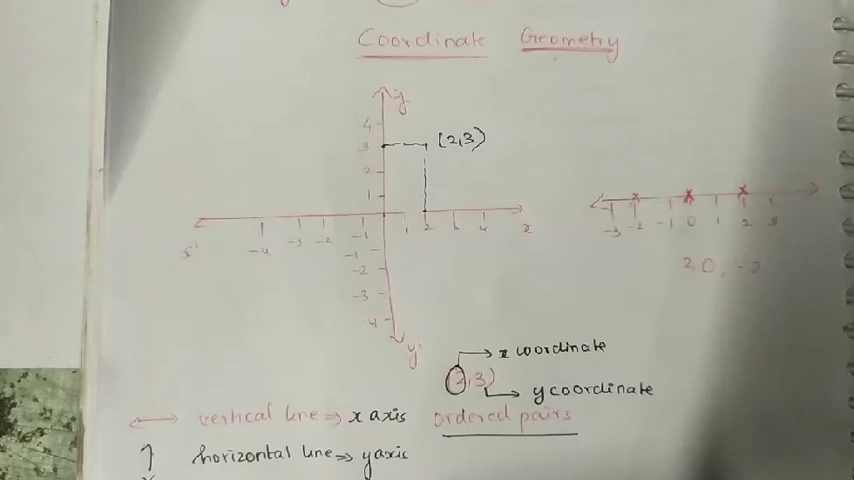 Coordinate Geometry
y
4
3
(2,3)
2
1
-4 -3 -2 -1 1 2 3 4 x
x'
-1
-2
-3
4
y'
-3 -2 -1 0 1 2 3
2, 0, -2
x coordinate
(2,3)
y coordinate
vertical line ⇒ x axis
ordered pairs
horizontal line ⇒ y axis